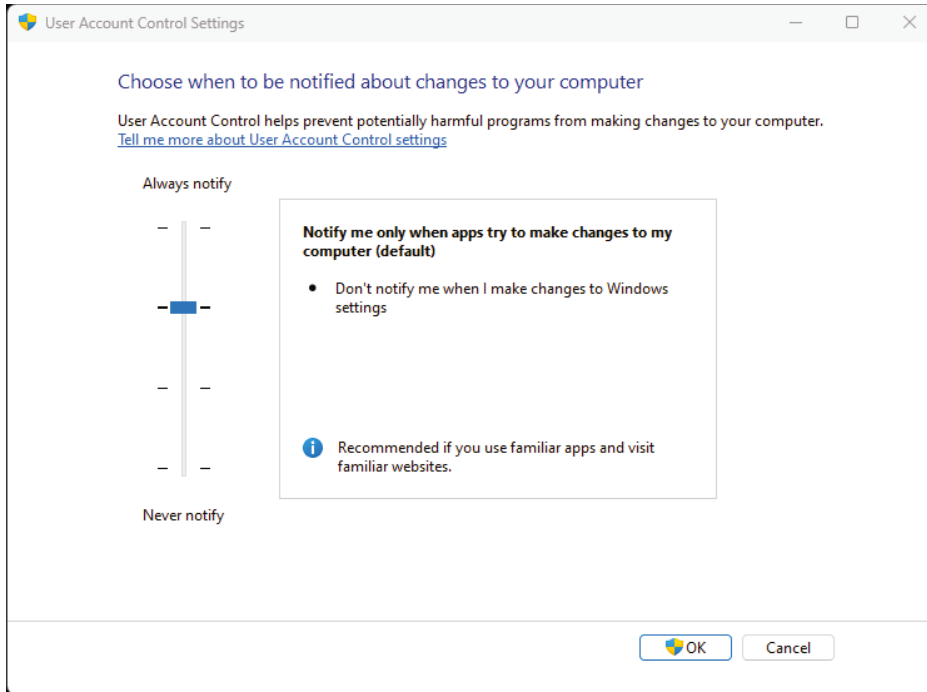 User Account Control Settings
Choose when to be notified about changes to your computer
User Account Control helps prevent potentially harmful programs from making changes to your computer.
Tell me more about User Account Control settings
Always notify
Notify me only when apps try to make changes to my
computer (default)
• Don't notify me when I make changes to Windows
settings
Recommended if you use familiar apps and visit
familiar websites.
Never notify
OK
Cancel